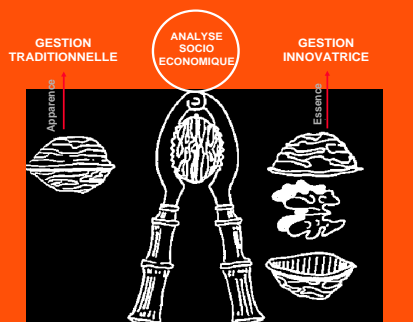 GESTION
TRADITIONNELLE
ANALYSE
SOCIO
ECONOMIQUE
GESTION
INNOVATRICE
Apparence
Essence